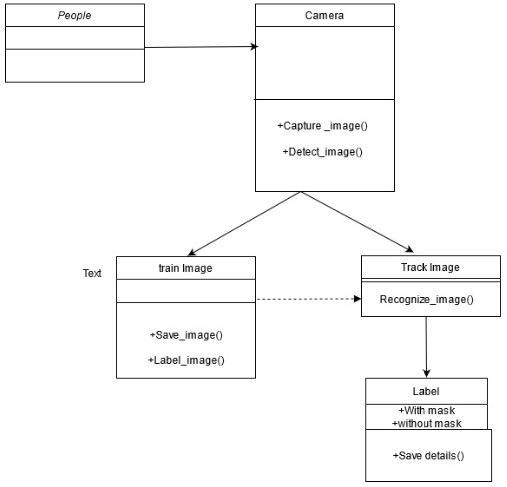 People
Camera
+Capture _image()
+Detect_image()
Text
train Image
+Save_image()
+Label_image()
Track Image
Recognize_image()
Label
+With mask
+without mask
+Save details()